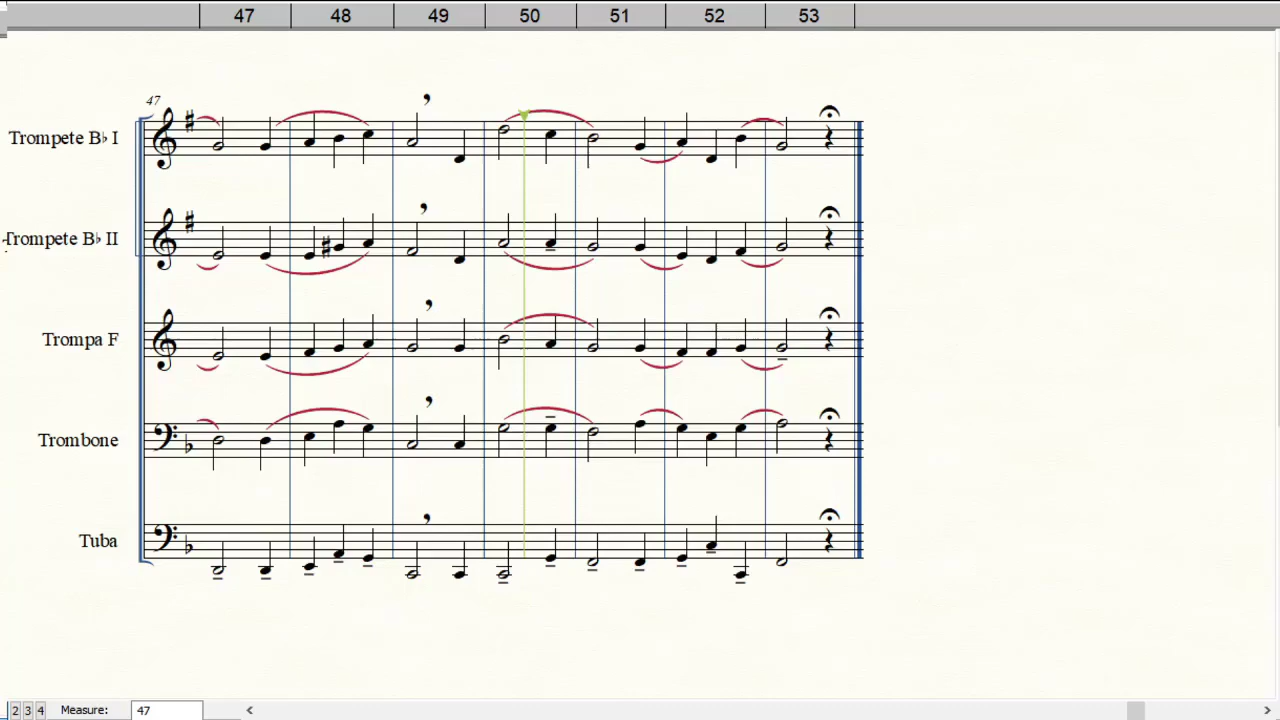 47 48 49 50 51 52 53
47
Trompete B♭ I
Trompete B♭ II
Trompa F
Trombone
Tuba
2 3 4 Measure: 47